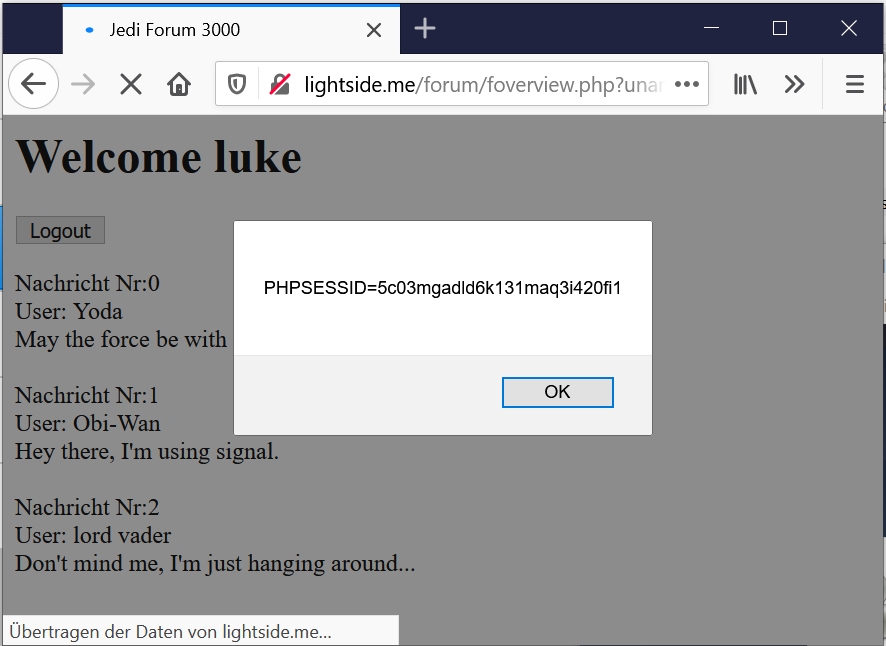 Jedi Forum 3000
lightside.me/forum/foverview.php?unam
Welcome luke
Logout
Nachricht Nr:0
User: Yoda
May the force be with
Nachricht Nr:1
User: Obi-Wan
Hey there, I'm using signal.
Nachricht Nr:2
User: lord vader
Don't mind me, I'm just hanging around...
PHPSESSID=5c03mgadld6k131maq3i420fi1
OK
Übertragen der Daten von lightside.me...